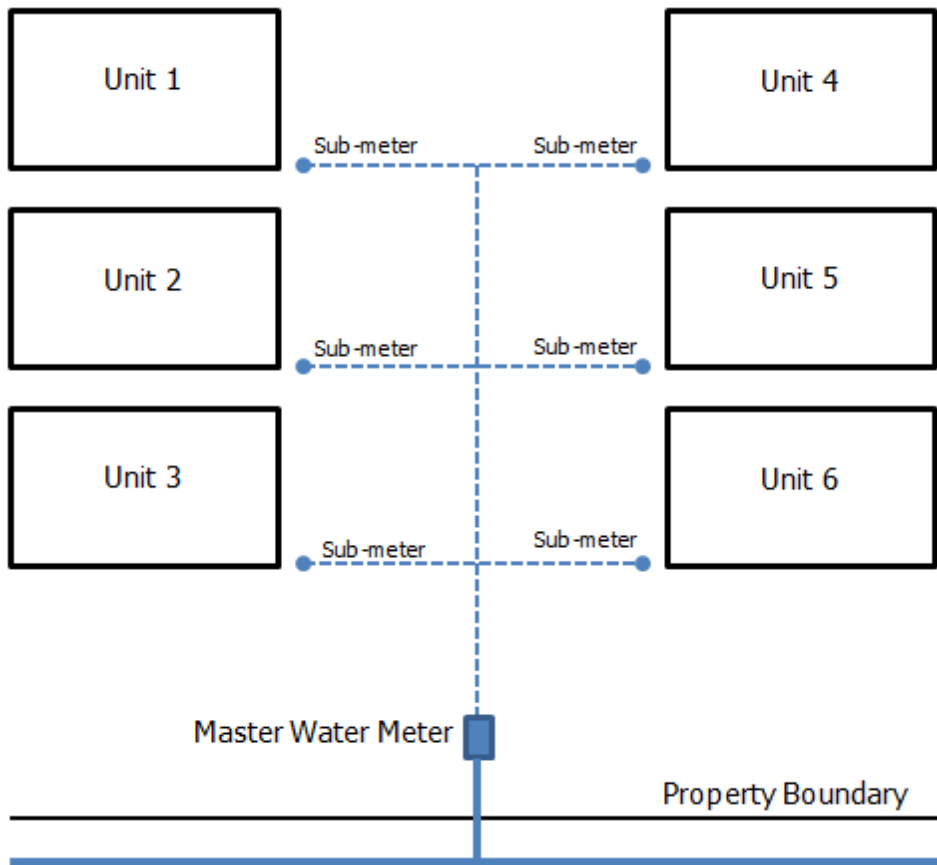 Unit 1
Unit 4
Sub-meter
Sub-meter
Unit 2
Unit 5
Sub-meter
Sub-meter
Unit 3
Unit 6
Sub-meter
Sub-meter
Master Water Meter
Property Boundary